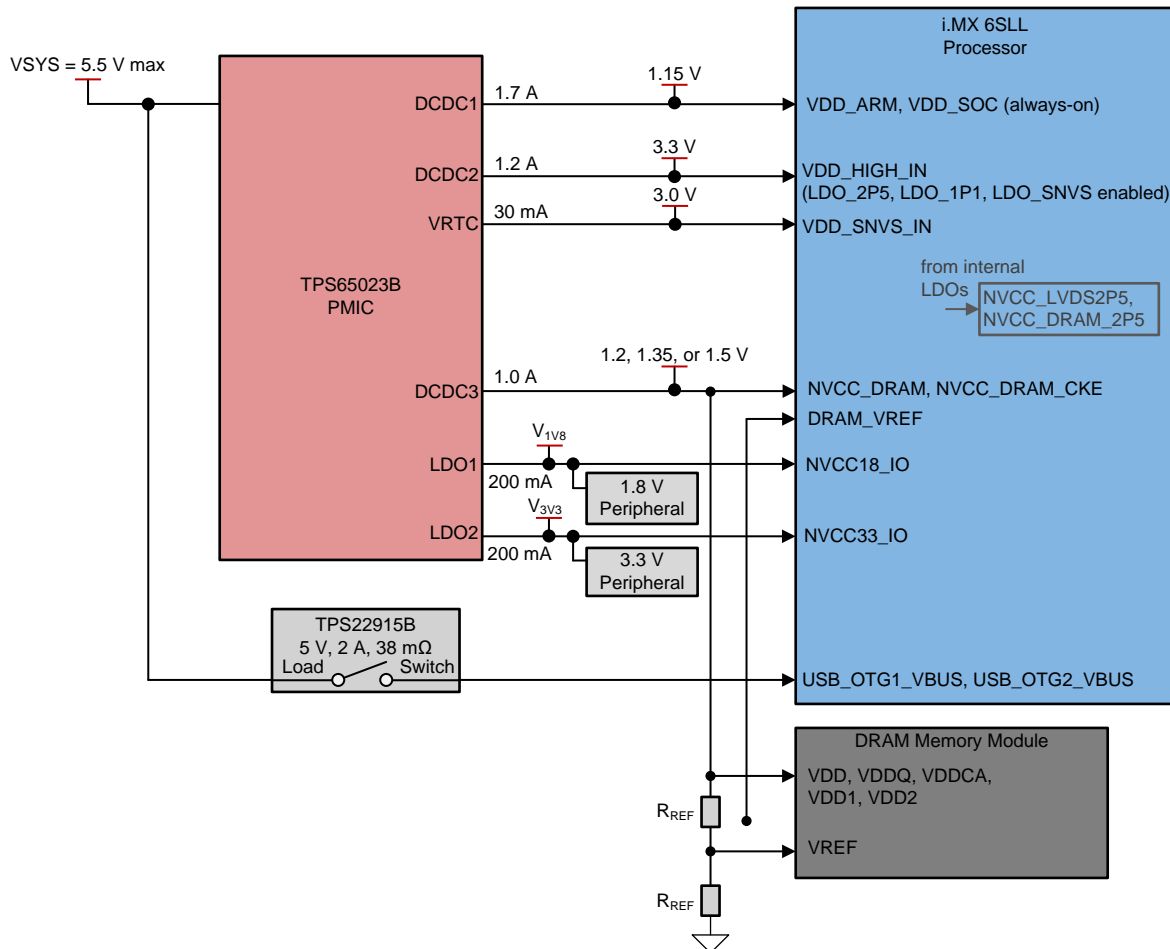 VSYS = 5.5 V max
i.MX 6SLL
Processor
TPS65023B
PMIC
DCDC1
1.7 A
1.15 V
VDD_ARM, VDD_SOC (always-on)
DCDC2
1.2 A
3.3 V
VDD_HIGH_IN
(LDO_2P5, LDO_1P1, LDO_SNVS enabled)
VRTC
30 mA
3.0 V
VDD_SNVS_IN
from internal
LDOs
NVCC_LVDS2P5,
NVCC_DRAM_2P5
DCDC3
1.0 A
1.2, 1.35, or 1.5 V
NVCC_DRAM, NVCC_DRAM_CKE
DRAM_VREF
LDO1
200 mA
V1V8
NVCC18_IO
1.8 V
Peripheral
LDO2
200 mA
V3V3
NVCC33_IO
3.3 V
Peripheral
TPS22915B
5 V, 2 A, 38 mΩ
Load Switch
USB_OTG1_VBUS, USB_OTG2_VBUS
DRAM Memory Module
VDD, VDDQ, VDDCA,
VDD1, VDD2
RREF
VREF
RREF